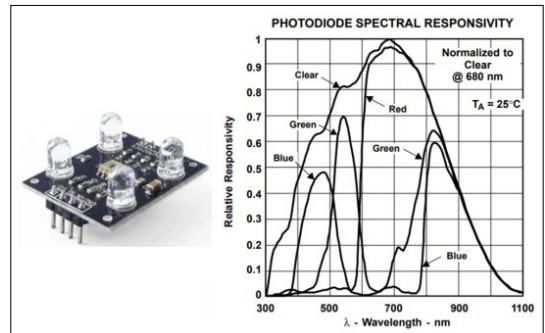 PHOTODIODE SPECTRAL RESPONSIVITY
Normalized to
Clear
@ 680 nm
TA = 25°C
Clear
Red
Green
Green
Blue
Blue
Relative Responsivity
1
0.9
0.8
0.7
0.6
0.5
0.4
0.3
0.2
0.1
0
300 500 700 900 1100
λ - Wavelength - nm